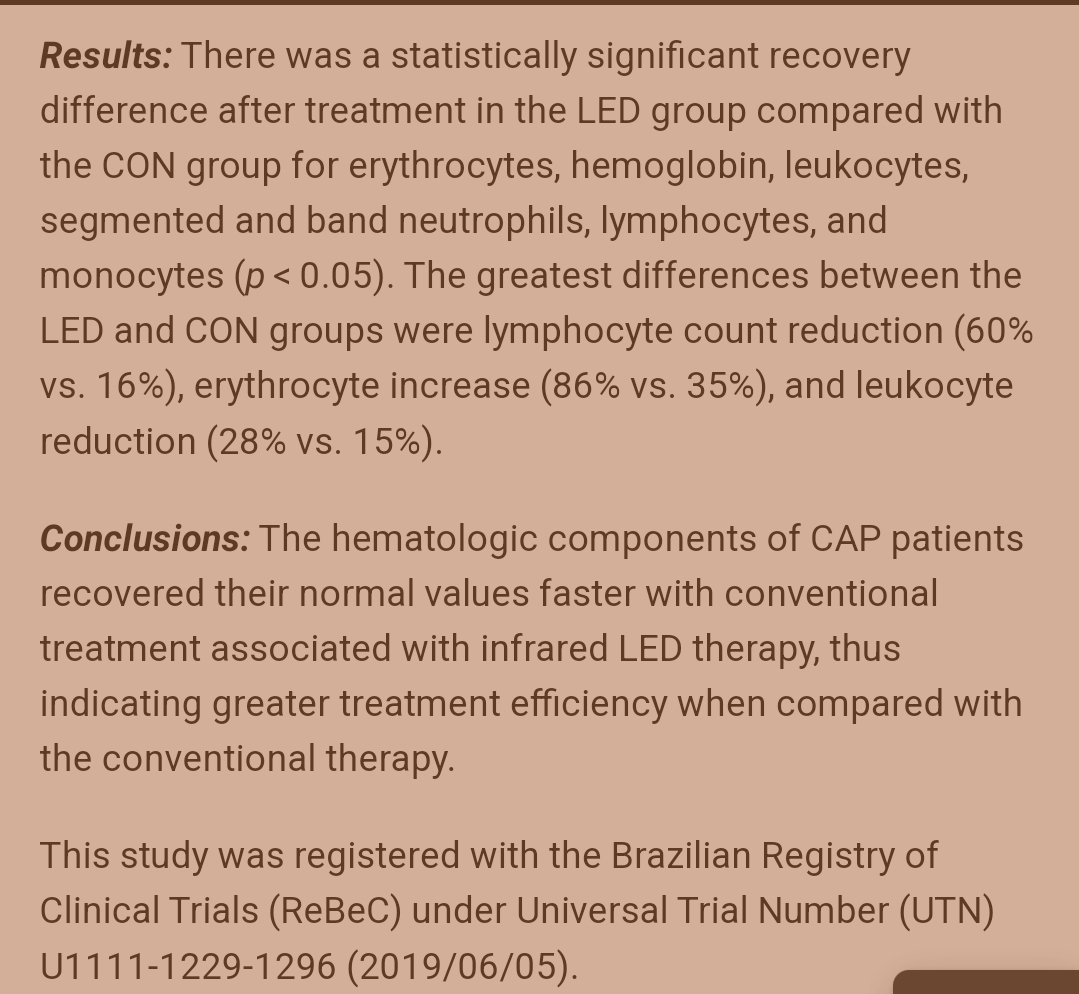 Results: There was a statistically significant recovery
difference after treatment in the LED group compared with
the CON group for erythrocytes, hemoglobin, leukocytes,
segmented and band neutrophils, lymphocytes, and
monocytes (p < 0.05). The greatest differences between the
LED and CON groups were lymphocyte count reduction (60%
vs. 16%), erythrocyte increase (86% vs. 35%), and leukocyte
reduction (28% vs. 15%).
Conclusions: The hematologic components of CAP patients
recovered their normal values faster with conventional
treatment associated with infrared LED therapy, thus
indicating greater treatment efficiency when compared with
the conventional therapy.
This study was registered with the Brazilian Registry of
Clinical Trials (ReBeC) under Universal Trial Number (UTN)
U1111-1229-1296 (2019/06/05).